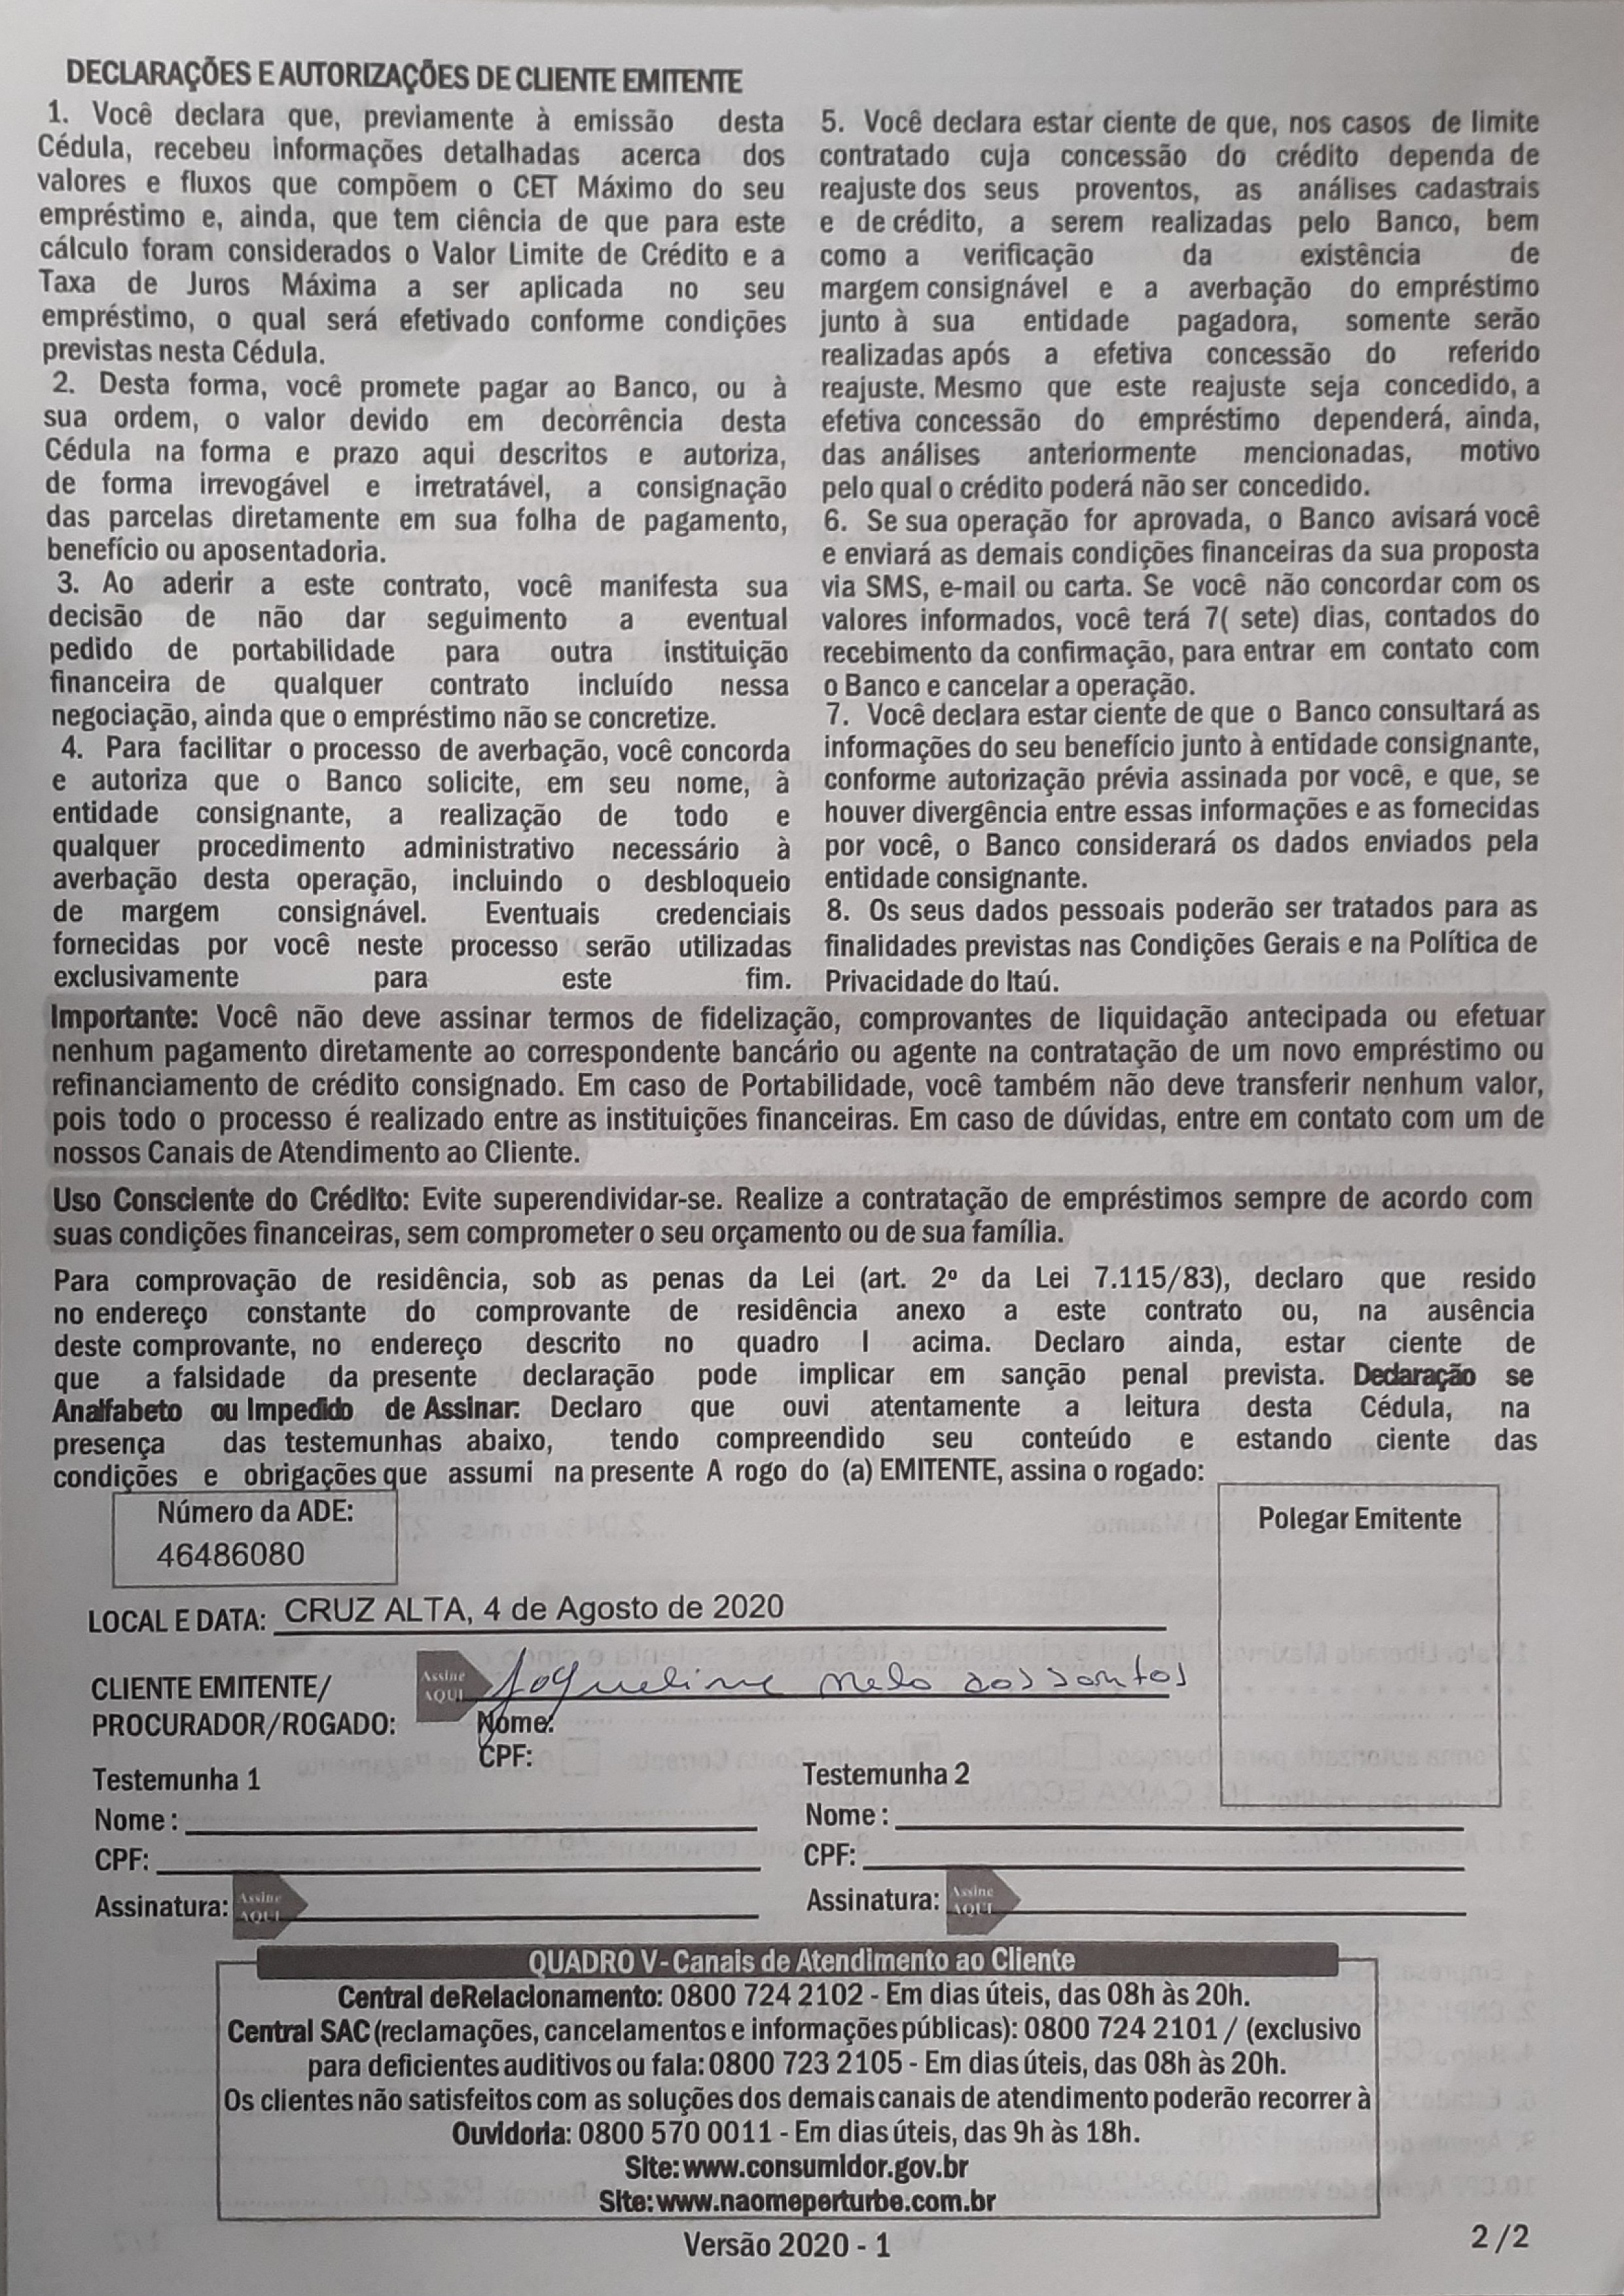 DECLARAÇÕES E AUTORIZAÇÕES DE CLIENTE EMITENTE
1. Você declara que, previamente à emissão desta
Cédula, recebeu informações detalhadas acerca dos
valores e fluxos que compõem o CET Máximo do seu
empréstimo e, ainda, que tem ciência de que para este
cálculo foram considerados o Valor Limite de Crédito e a
Taxa de Juros Máxima a ser aplicada no seu
empréstimo, o qual será efetivado conforme condições
previstas nesta Cédula.
2. Desta forma, você promete pagar ao Banco, ou à
sua ordem, o valor devido em decorrência desta
Cédula na forma e prazo aqui descritos e autoriza,
de forma irrevogável e irretratável, a consignação
das parcelas diretamente em sua folha de pagamento,
benefício ou aposentadoria.
3. Ao aderir a este contrato, você manifesta sua
decisão de não dar seguimento a eventual
pedido de portabilidade para outra instituição
financeira de qualquer contrato incluído nessa
negociação, ainda que o empréstimo não se concretize.
4. Para facilitar o processo de averbação, você concorda
e autoriza que o Banco solicite, em seu nome, à
entidade consignante, a realização de todo e
qualquer procedimento administrativo necessário à
averbação desta operação, incluindo o desbloqueio
de margem consignável. Eventuais credenciais
fornecidas por você neste processo serão utilizadas
exclusivamente para este fim.
5. Você declara estar ciente de que, nos casos de limite
contratado cuja concessão do crédito dependa de
reajuste dos seus proventos, as análises cadastrais
e de crédito, a serem realizadas pelo Banco, bem
como a verificação da existência de
margem consignável e a averbação do empréstimo
junto à sua entidade pagadora, somente serão
realizadas após a efetiva concessão do referido
reajuste. Mesmo que este reajuste seja concedido, a
efetiva concessão do empréstimo dependerá, ainda,
das análises anteriormente mencionadas, motivo
pelo qual o crédito poderá não ser concedido.
6. Se sua operação for aprovada, o Banco avisará você
e enviará as demais condições financeiras da sua proposta
via SMS, e-mail ou carta. Se você não concordar com os
valores informados, você terá 7( sete) dias, contados do
recebimento da confirmação, para entrar em contato com
o Banco e cancelar a operação.
7. Você declara estar ciente de que o Banco consultará as
informações do seu benefício junto à entidade consignante,
conforme autorização prévia assinada por você, e que, se
houver divergência entre essas informações e as fornecidas
por você, o Banco considerará os dados enviados pela
entidade consignante.
8. Os seus dados pessoais poderão ser tratados para as
finalidades previstas nas Condições Gerais e na Política de
Privacidade do Itaú.
Importante: Você não deve assinar termos de fidelização, comprovantes de liquidação antecipada ou efetuar
nenhum pagamento diretamente ao correspondente bancário ou agente na contratação de um novo empréstimo ou
refinanciamento de crédito consignado. Em caso de Portabilidade, você também não deve transferir nenhum valor,
pois todo o processo é realizado entre as instituições financeiras. Em caso de dúvidas, entre em contato com um de
nossos Canais de Atendimento ao Cliente.
Uso Consciente do Crédito: Evite superendividar-se. Realize a contratação de empréstimos sempre de acordo com
suas condições financeiras, sem comprometer o seu orçamento ou de sua família.
Para comprovação de residência, sob as penas da Lei (art. 2º da Lei 7.115/83), declaro que resido
no endereço constante do comprovante de residência anexo a este contrato ou, na ausência
deste comprovante, no endereço descrito no quadro I acima. Declaro ainda, estar ciente de
que a falsidade da presente declaração pode implicar em sanção penal prevista. Declaração se
Analfabeto ou Impedido de Assinar: Declaro que ouvi atentamente a leitura desta Cédula, na
presença das testemunhas abaixo, tendo compreendido seu conteúdo e estando ciente das
condições e obrigações que assumi na presente A rogo do (a) EMITENTE, assina o rogado:
Número da ADE:
46486080
Polegar Emitente
LOCAL E DATA: CRUZ ALTA, 4 de Agosto de 2020
CLIENTE EMITENTE/
PROCURADOR/ROGADO:
Assine
AQUI
Joqueline melo dos santos
Nome:
CPF:
Testemunha 1
Nome :
CPF:
Assinatura: Assine
AQUI
Testemunha 2
Nome :
CPF:
Assinatura: Assine
AQUI
QUADRO V - Canais de Atendimento ao Cliente
Central de Relacionamento: 0800 724 2102 - Em dias úteis, das 08h às 20h.
Central SAC (reclamações, cancelamentos e informações públicas): 0800 724 2101 / (exclusivo
para deficientes auditivos ou fala: 0800 723 2105 - Em dias úteis, das 08h às 20h.
Os clientes não satisfeitos com as soluções dos demais canais de atendimento poderão recorrer à
Ouvidoria: 0800 570 0011 - Em dias úteis, das 9h às 18h.
Site: www.consumidor.gov.br
Site: www.naomeperturbe.com.br
Versão 2020 - 1
2 /2